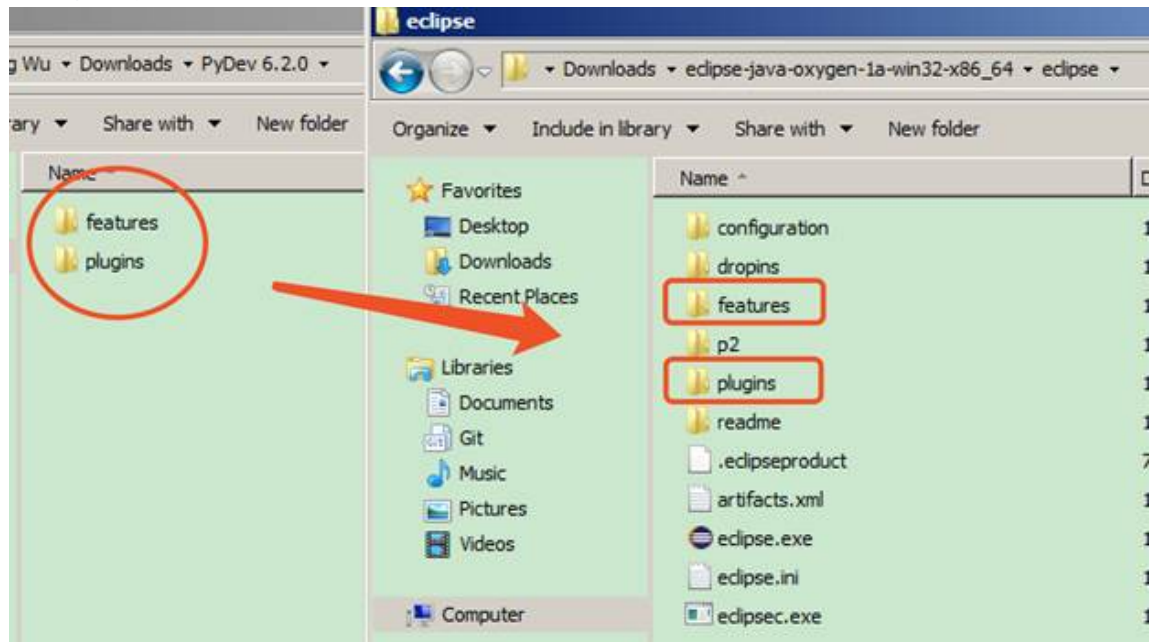 eclipse
g Wu ▾ Downloads ▾ PyDev 6.2.0 ▾
▾ Downloads ▾ eclipse-java-oxygen-1a-win32-x86_64 ▾ eclipse ▾
rary ▾ Share with ▾ New folder
Organize ▾ Include in library ▾ Share with ▾ New folder
Name
features
plugins
Favorites
Desktop
Downloads
Recent Places
Libraries
Documents
Git
Music
Pictures
Videos
Computer
Name
configuration
dropins
features
p2
plugins
readme
.eclipseproduct
artifacts.xml
eclipse.exe
eclipse.ini
eclipsec.exe